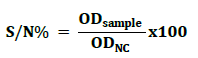 S/N% = OD_sample / OD_NC x100